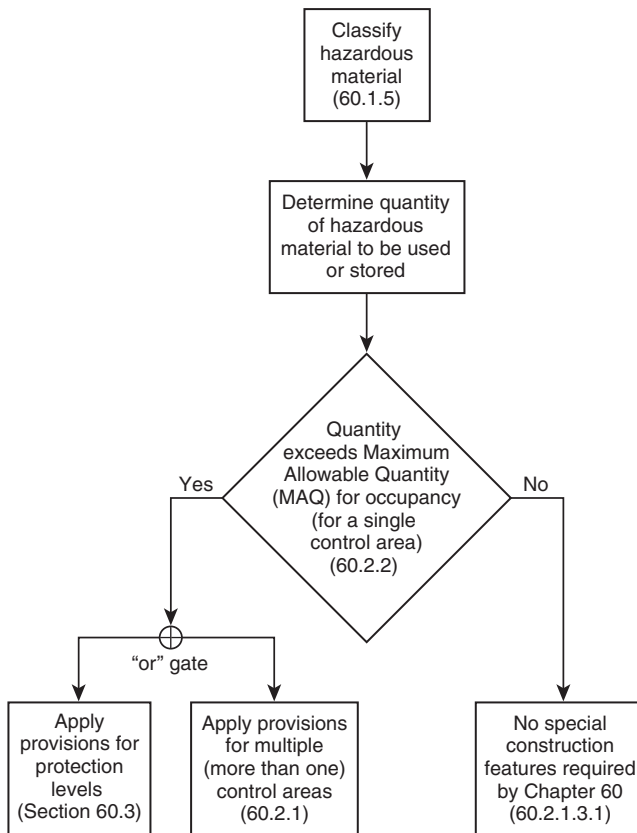 Classify
hazardous
material
(60.1.5)
Determine quantity
of hazardous
material to be used
or stored
Quantity
exceeds Maximum
Allowable Quantity
(MAQ) for occupancy
(for a single
control area)
(60.2.2)
Yes
No
“or” gate
Apply
provisions for
protection
levels
(Section 60.3)
Apply provisions
for multiple
(more than one)
control areas
(60.2.1)
No special
construction
features required
by Chapter 60
(60.2.1.3.1)